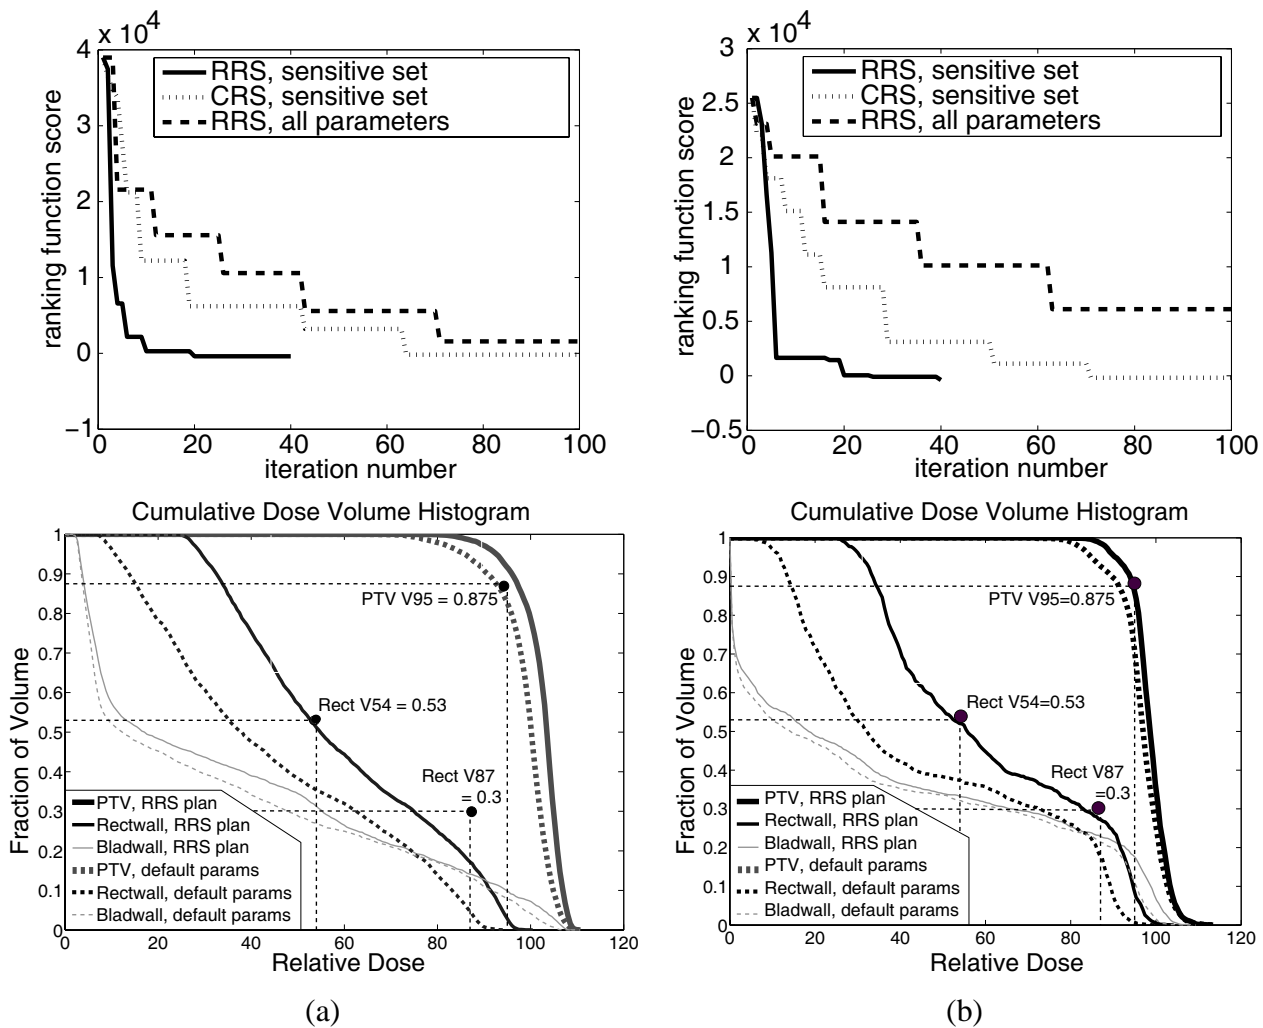 x 10^4
4
3
2
1
0
−1
0 20 40 60 80 100
ranking function score
iteration number
RRS, sensitive set
CRS, sensitive set
RRS, all parameters
x 10^4
3
2.5
2
1.5
1
0.5
0
−0.5
0 20 40 60 80 100
ranking function score
iteration number
RRS, sensitive set
CRS, sensitive set
RRS, all parameters
Cumulative Dose Volume Histogram
1
0.9
0.8
0.7
0.6
0.5
0.4
0.3
0.2
0.1
0
0 20 40 60 80 100 120
Fraction of Volume
Relative Dose
PTV V95 = 0.875
Rect V54 = 0.53
Rect V87
= 0.3
PTV, RRS plan
Rectwall, RRS plan
Bladwall, RRS plan
PTV, default params
Rectwall, default params
Bladwall, default params
(a)
Cumulative Dose Volume Histogram
1
0.9
0.8
0.7
0.6
0.5
0.4
0.3
0.2
0.1
0
0 20 40 60 80 100 120
Fraction of Volume
Relative Dose
PTV V95=0.875
Rect V54=0.53
Rect V87
=0.3
PTV, RRS plan
Rectwall, RRS plan
Bladwall, RRS plan
PTV, default params
Rectwall, default params
Bladwall, default params
(b)